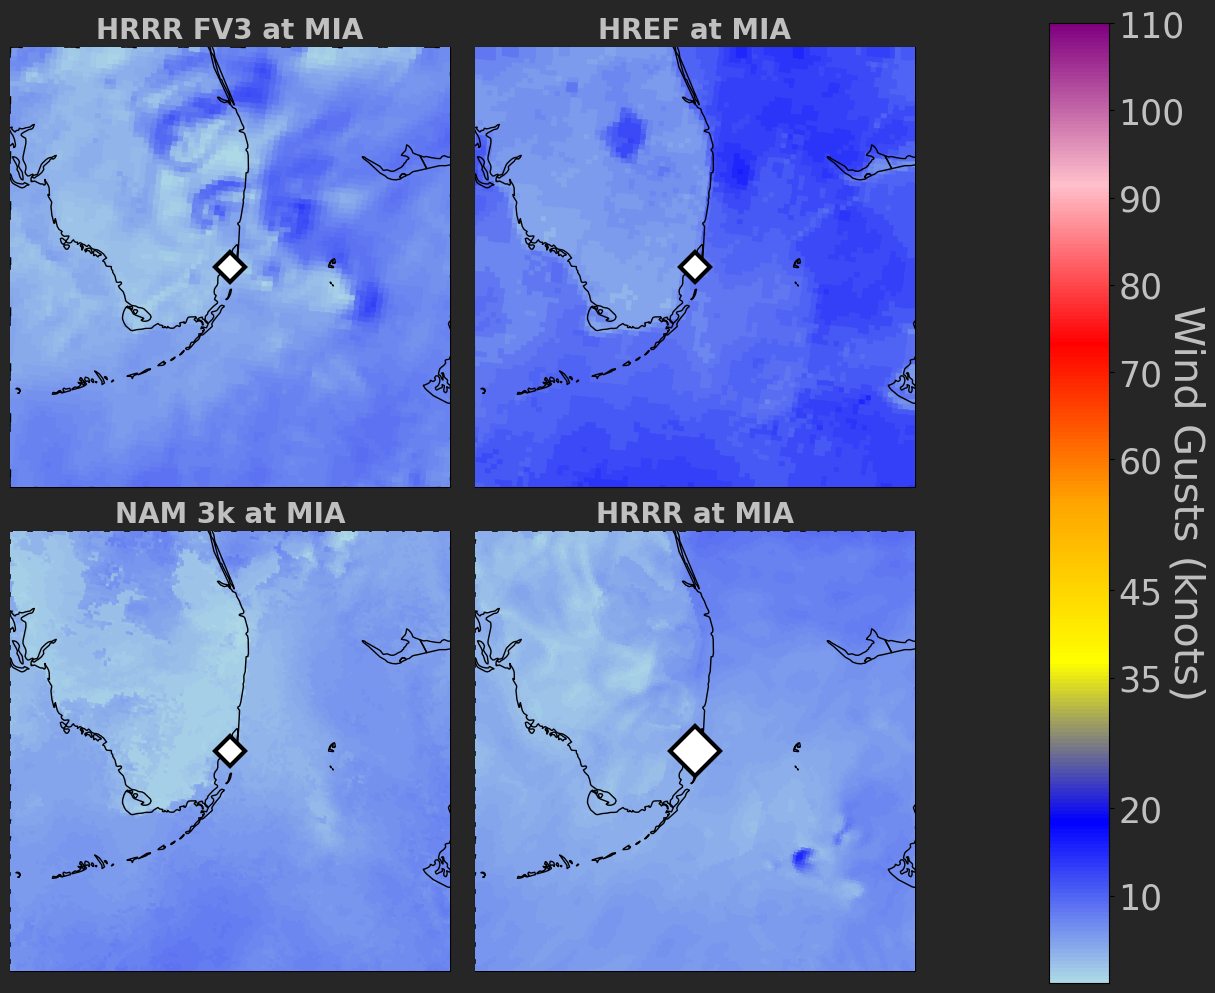 HRRR FV3 at MIA
HREF at MIA
NAM 3k at MIA
HRRR at MIA
110
100
90
80
70
60
45
35
20
10
Wind Gusts (knots)